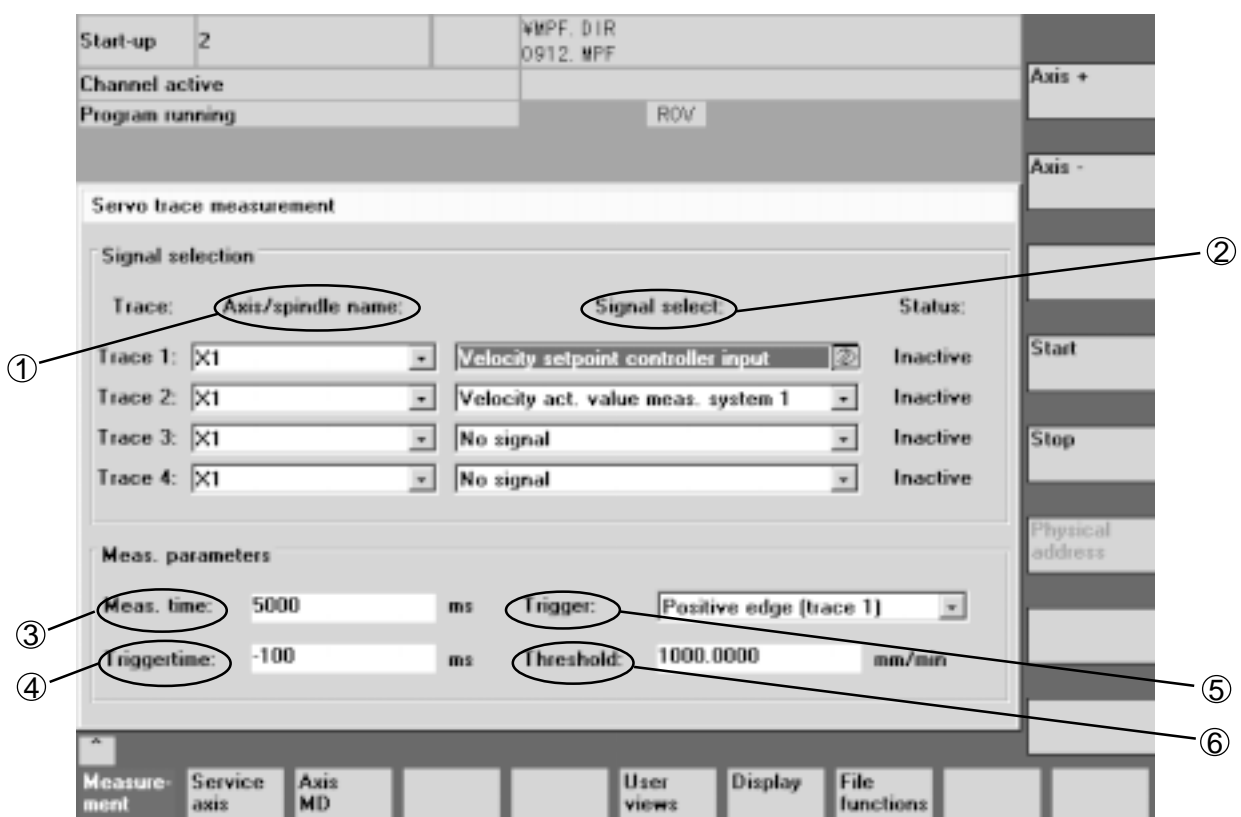 Start-up 2 ¥MPF. DIR
0912. MPF
Channel active
Axis +
Program running ROV
Axis -
Servo trace measurement
Signal selection
②
Trace: Axis/spindle name: Signal select: Status:
①
Trace 1: X1 Velocity setpoint controller input Inactive
Start
Trace 2: X1 Velocity act. value meas. system 1 Inactive
Trace 3: X1 No signal Inactive
Stop
Trace 4: X1 No signal Inactive
Physical
address
Meas. parameters
③
Meas. time: 5000 ms Trigger: Positive edge (trace 1)
④
Triggertime: -100 ms Threshold: 1000.0000 mm/min
⑤
⑥
^
Measure-
ment
Service
axis
Axis
MD
User
views
Display
File
functions